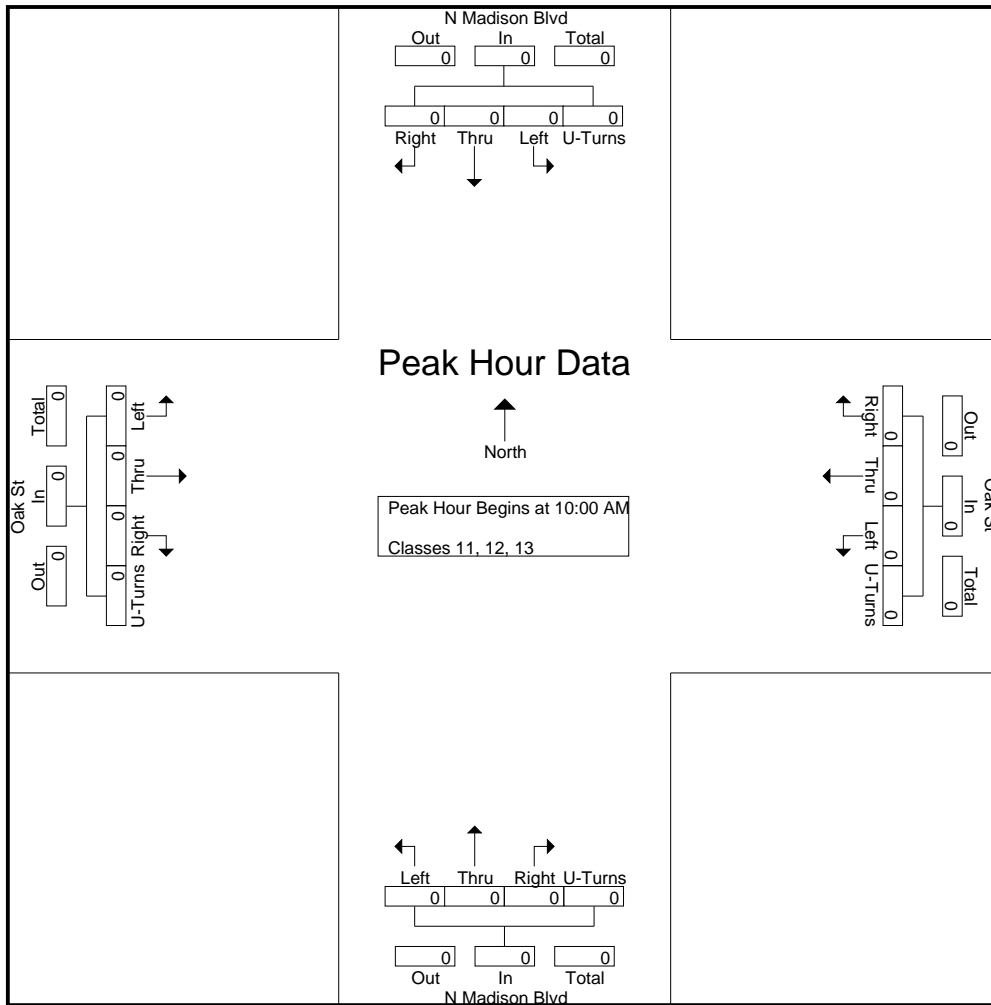 N Madison Blvd
Out In Total
0 0 0
0 0 0 0
Right Thru Left U-Turns
Peak Hour Data
North
Peak Hour Begins at 10:00 AM
Classes 11, 12, 13
Oak St
Total In Out
0 0 0
0 0 0 0
Left Thru Right U-Turns
Right Thru Left U-Turns
0 0 0 0
0 0 0
Out In Total
Oak St
Left Thru Right U-Turns
0 0 0 0
0 0 0
Out In Total
N Madison Blvd